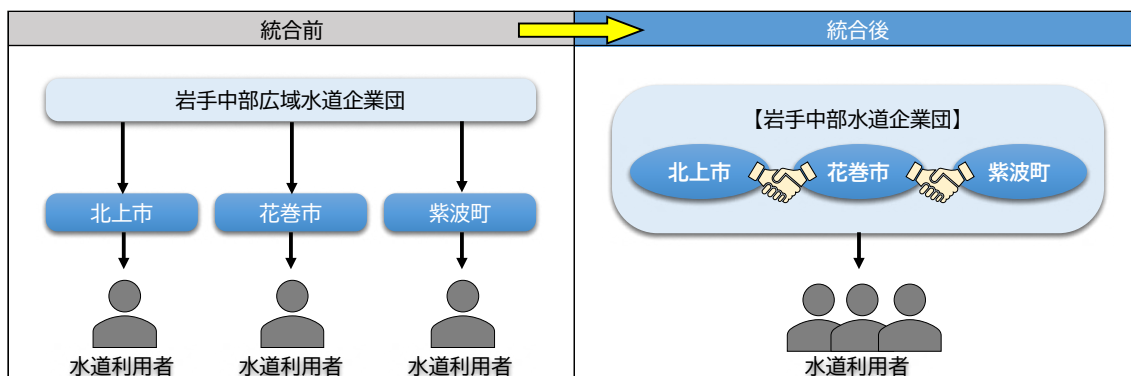 統合前
統合後
岩手中部広域水道企業団
北上市
花巻市
紫波町
水道利用者
水道利用者
水道利用者
【岩手中部水道企業団】
北上市
花巻市
紫波町
水道利用者